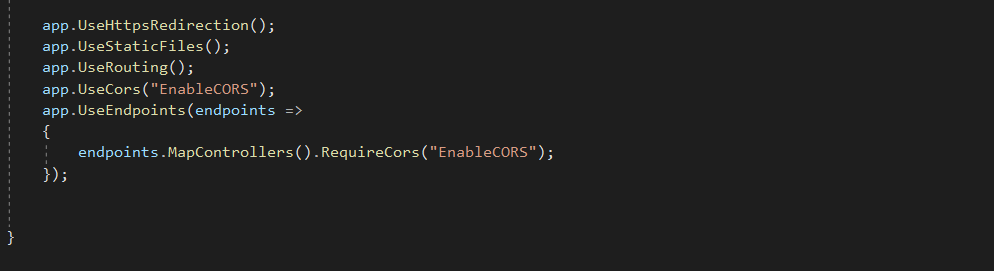 app.UseHttpsRedirection();
app.UseStaticFiles();
app.UseRouting();
app.UseCors("EnableCORS");
app.UseEndpoints(endpoints =>
{
endpoints.MapControllers().RequireCors("EnableCORS");
});
}